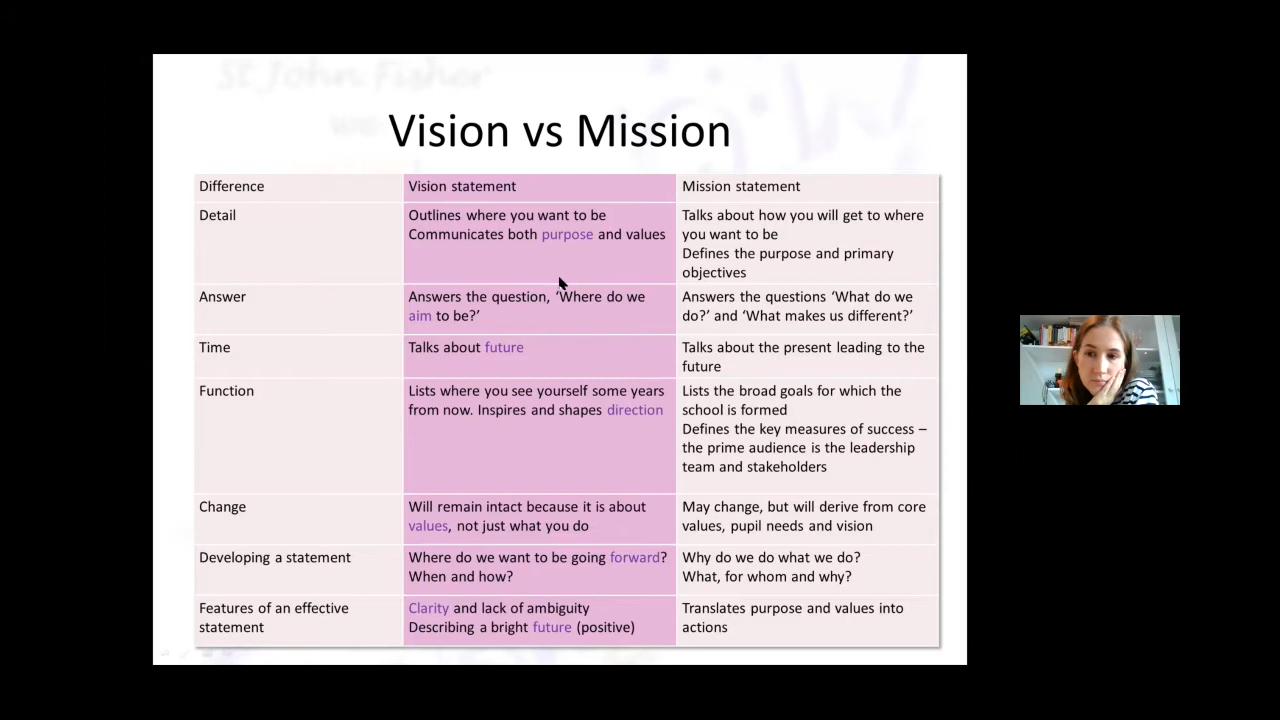 St John Fisher
we
Vision vs Mission
Difference
Vision statement
Mission statement
Detail
Outlines where you want to be
Communicates both purpose and values
Talks about how you will get to where
you want to be
Defines the purpose and primary
objectives
Answer
Answers the question, ‘Where do we
aim to be?’
Answers the questions ‘What do we
do?’ and ‘What makes us different?’
Time
Talks about future
Talks about the present leading to the
future
Function
Lists where you see yourself some years
from now. Inspires and shapes direction
Lists the broad goals for which the
school is formed
Defines the key measures of success –
the prime audience is the leadership
team and stakeholders
Change
Will remain intact because it is about
values, not just what you do
May change, but will derive from core
values, pupil needs and vision
Developing a statement
Where do we want to be going forward?
When and how?
Why do we do what we do?
What, for whom and why?
Features of an effective
statement
Clarity and lack of ambiguity
Describing a bright future (positive)
Translates purpose and values into
actions